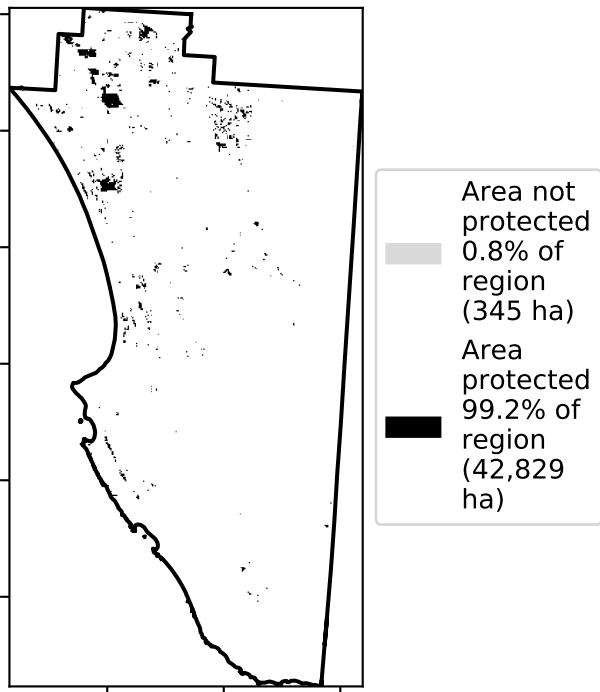 Area not
protected
0.8% of
region
(345 ha)
Area
protected
99.2% of
region
(42,829
ha)